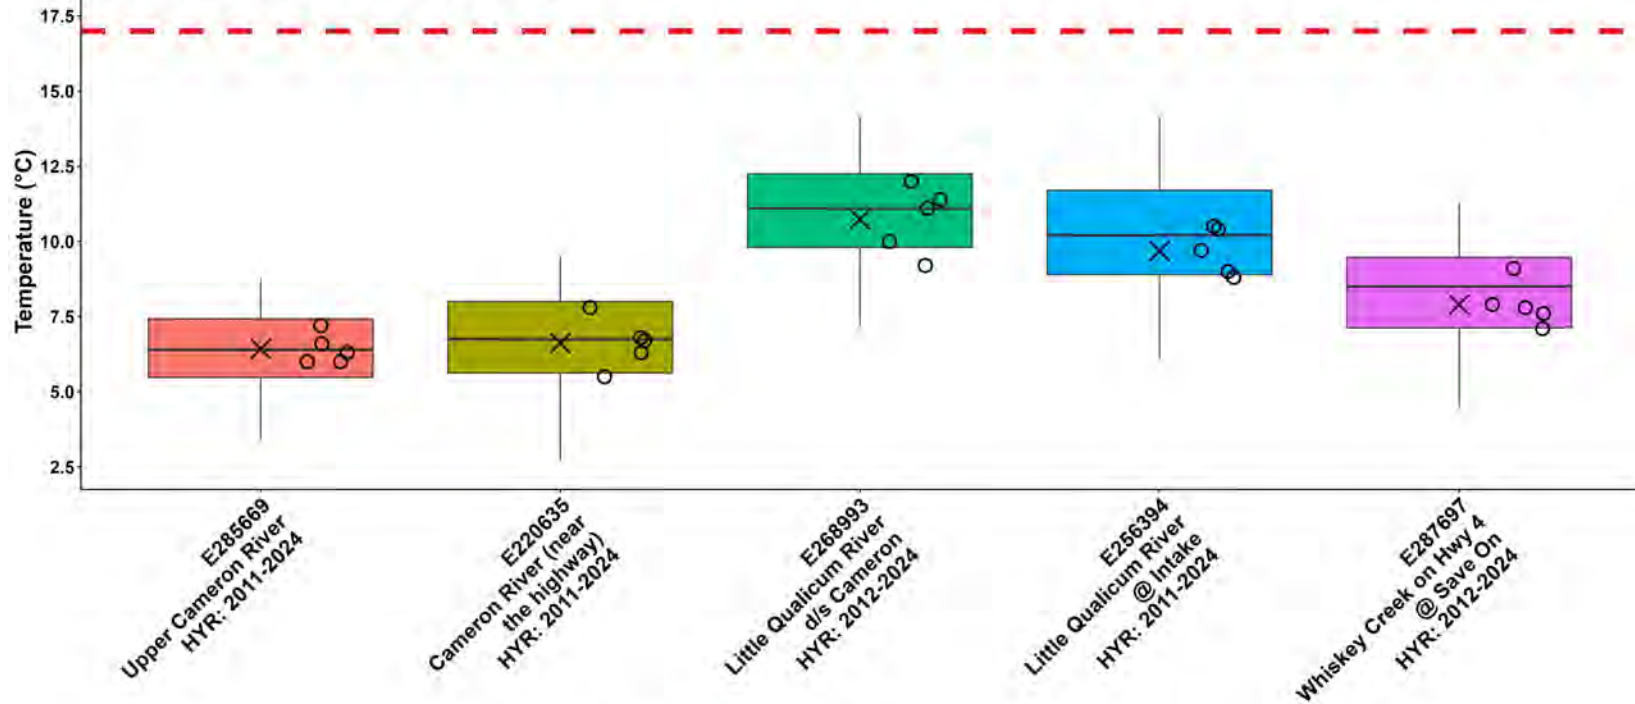 17.5
15.0
12.5
10.0
7.5
5.0
2.5
Temperature (°C)
E285669
Upper Cameron River
HYR: 2011-2024
E220635
Cameron River (near
the highway)
HYR: 2011-2024
E268993
Little Qualicum River
d/s Cameron
HYR: 2012-2024
E256394
Little Qualicum River
@ Intake
HYR: 2011-2024
E287697
Whiskey Creek on Hwy 4
@ Save On
HYR: 2012-2024